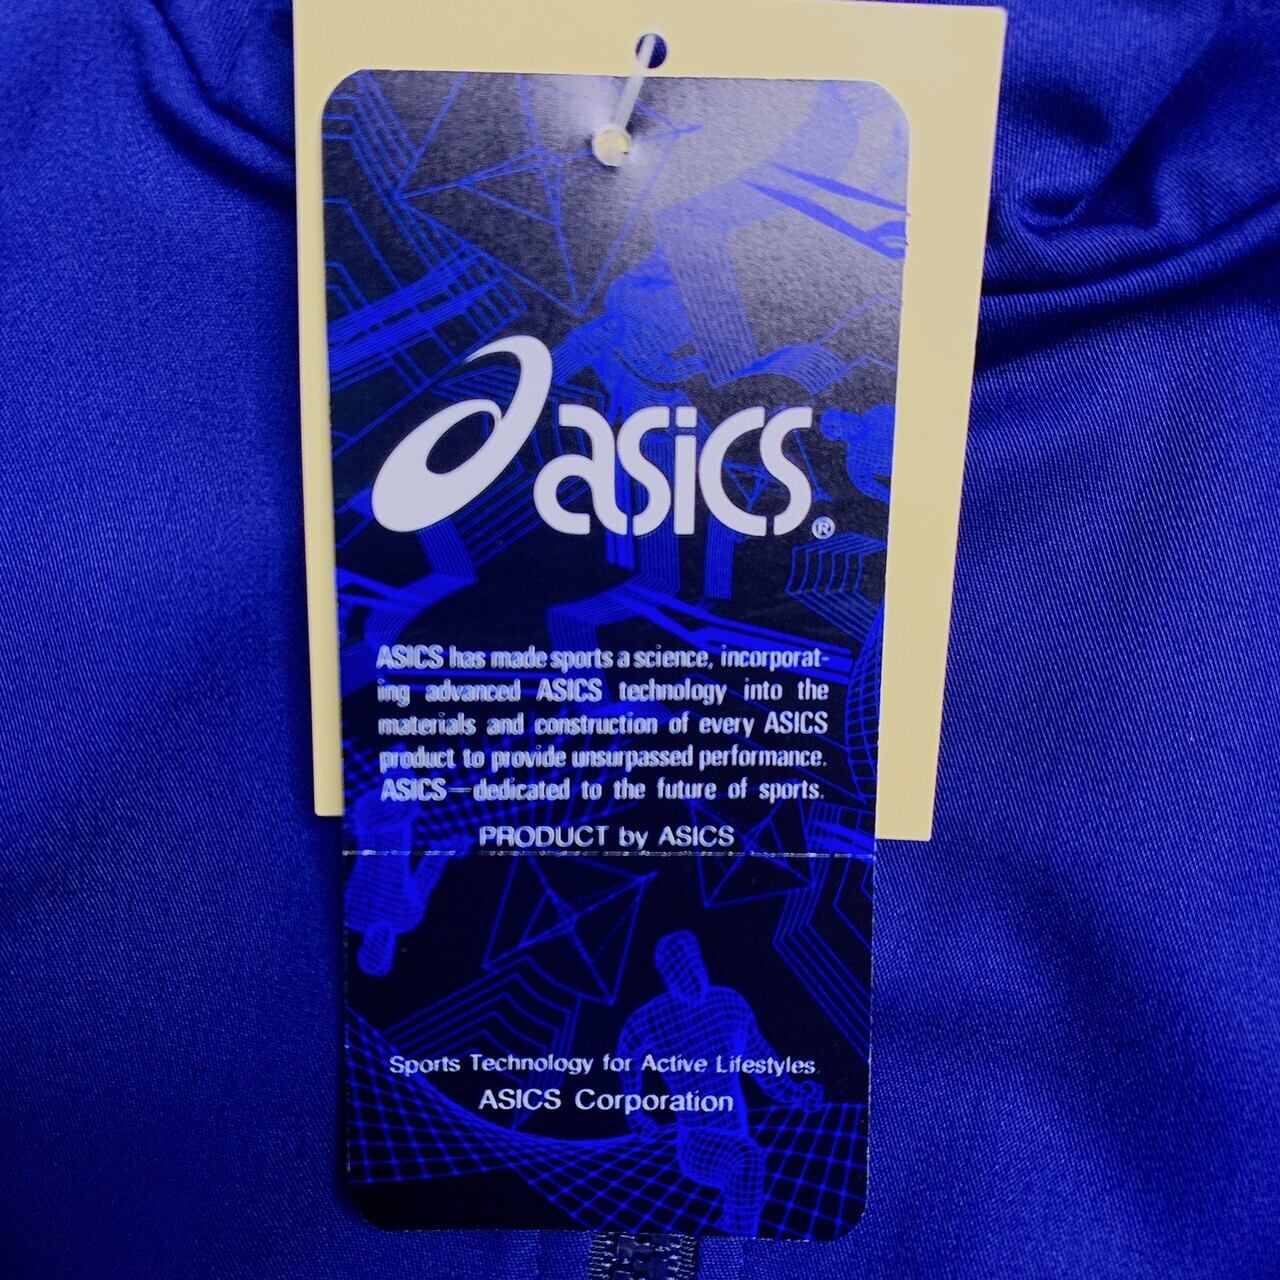 asics®
ASICS has made sports a science, incorporat-
ing advanced ASICS technology into the
materials and construction of every ASICS
product to provide unsurpassed performance.
ASICS—dedicated to the future of sports.
PRODUCT by ASICS
Sports Technology for Active Lifestyles
ASICS Corporation